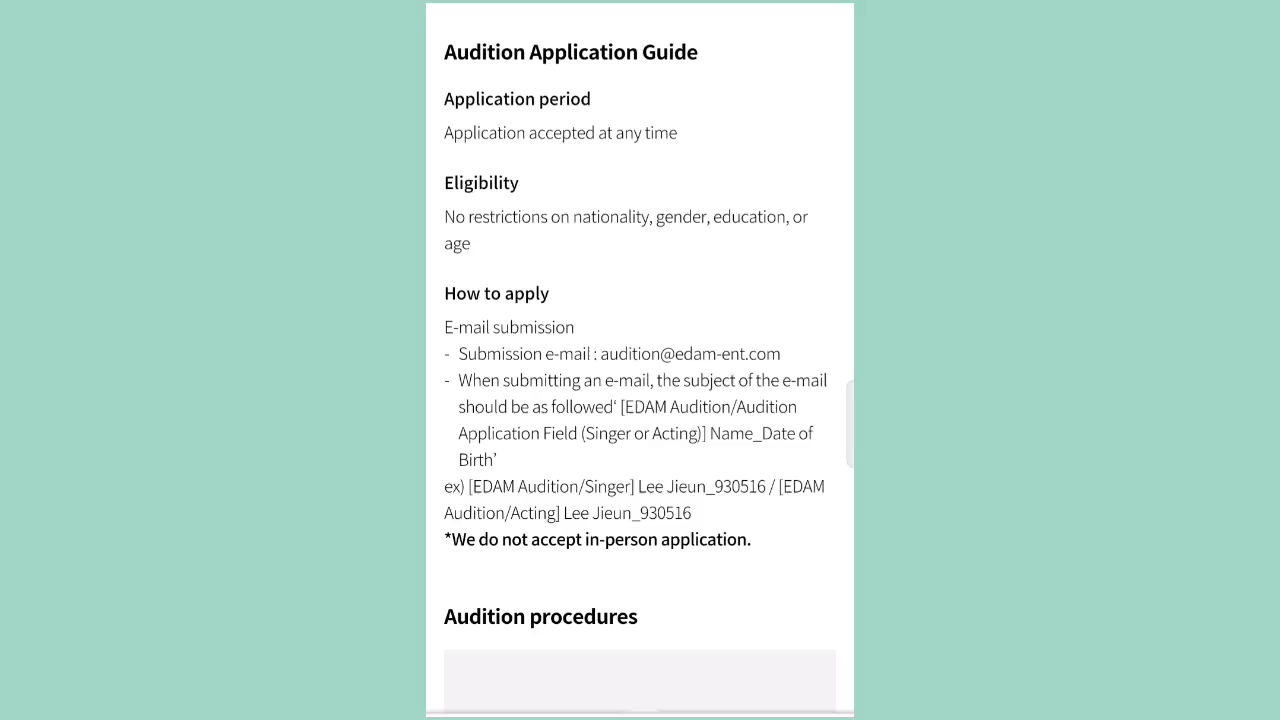 Audition Application Guide
Application period
Application accepted at any time
Eligibility
No restrictions on nationality, gender, education, or
age
How to apply
E-mail submission
- Submission e-mail : audition@edam-ent.com
- When submitting an e-mail, the subject of the e-mail
should be as followed‘ [EDAM Audition/Audition
Application Field (Singer or Acting)] Name_Date of
Birth’
ex) [EDAM Audition/Singer] Lee Jieun_930516 / [EDAM
Audition/Acting] Lee Jieun_930516
*We do not accept in-person application.
Audition procedures